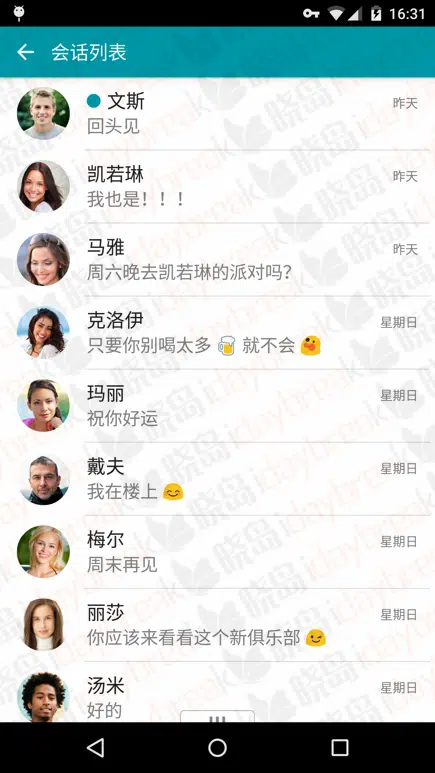 16:31
会话列表
文斯
昨天
回头见
凯若琳
昨天
我也是！！！
马雅
昨天
周六晚去凯若琳的派对吗?
克洛伊
星期日
只要你别喝太多 🍺 就不会 🤣
玛丽
星期日
祝你好运
戴夫
星期日
我在楼上 😊
梅尔
星期日
周末再见
丽莎
星期日
你应该来看看这个新俱乐部 😉
汤米
星期日
好的